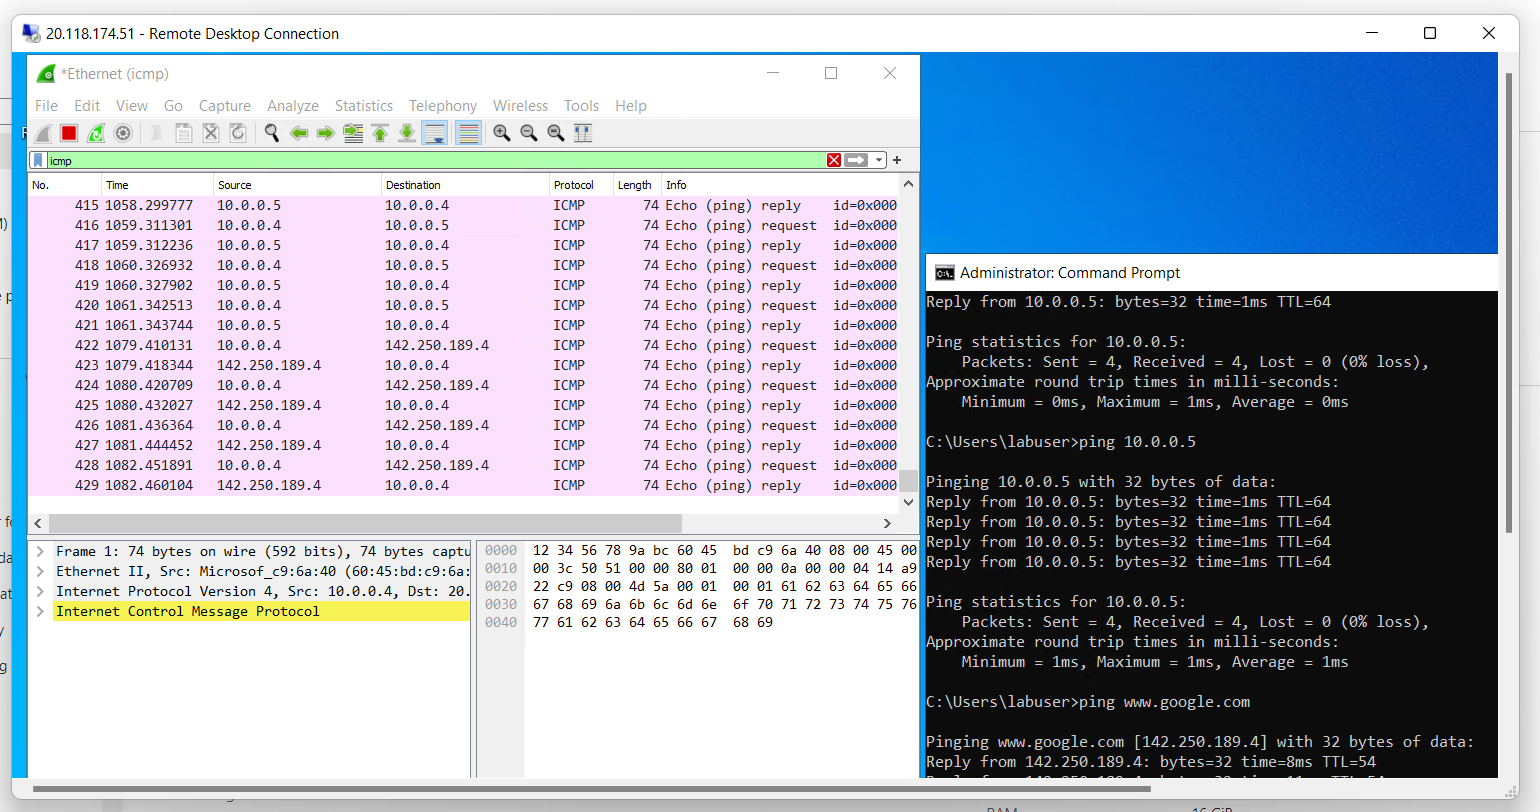 20.118.174.51 - Remote Desktop Connection
*Ethernet (icmp)
File Edit View Go Capture Analyze Statistics Telephony Wireless Tools Help
icmp
No. Time Source Destination Protocol Length Info
415 1058.299777 10.0.0.5 10.0.0.4 ICMP 74 Echo (ping) reply id=0x000
416 1059.311301 10.0.0.4 10.0.0.5 ICMP 74 Echo (ping) request id=0x000
417 1059.312236 10.0.0.5 10.0.0.4 ICMP 74 Echo (ping) reply id=0x000
418 1060.326932 10.0.0.4 10.0.0.5 ICMP 74 Echo (ping) request id=0x000
419 1060.327902 10.0.0.5 10.0.0.4 ICMP 74 Echo (ping) reply id=0x000
420 1061.342513 10.0.0.4 10.0.0.5 ICMP 74 Echo (ping) request id=0x000
421 1061.343744 10.0.0.5 10.0.0.4 ICMP 74 Echo (ping) reply id=0x000
422 1079.410131 10.0.0.4 142.250.189.4 ICMP 74 Echo (ping) request id=0x000
423 1079.418344 142.250.189.4 10.0.0.4 ICMP 74 Echo (ping) reply id=0x000
424 1080.420709 10.0.0.4 142.250.189.4 ICMP 74 Echo (ping) request id=0x000
425 1080.432027 142.250.189.4 10.0.0.4 ICMP 74 Echo (ping) reply id=0x000
426 1081.436364 10.0.0.4 142.250.189.4 ICMP 74 Echo (ping) request id=0x000
427 1081.444452 142.250.189.4 10.0.0.4 ICMP 74 Echo (ping) reply id=0x000
428 1082.451891 10.0.0.4 142.250.189.4 ICMP 74 Echo (ping) request id=0x000
429 1082.460104 142.250.189.4 10.0.0.4 ICMP 74 Echo (ping) reply id=0x000
Frame 1: 74 bytes on wire (592 bits), 74 bytes captu
Ethernet II, Src: Microsof_c9:6a:40 (60:45:bd:c9:6a:
Internet Protocol Version 4, Src: 10.0.0.4, Dst: 20.
Internet Control Message Protocol
0000 12 34 56 78 9a bc 60 45 bd c9 6a 40 08 00 45 00
0010 00 3c 50 51 00 00 80 01 00 00 0a 00 00 04 14 a9
0020 22 c9 08 00 4d 5a 00 01 00 01 61 62 63 64 65 66
0030 67 68 69 6a 6b 6c 6d 6e 6f 70 71 72 73 74 75 76
0040 77 61 62 63 64 65 66 67 68 69
Administrator: Command Prompt
Reply from 10.0.0.5: bytes=32 time=1ms TTL=64
Ping statistics for 10.0.0.5:
Packets: Sent = 4, Received = 4, Lost = 0 (0% loss),
Approximate round trip times in milli-seconds:
Minimum = 0ms, Maximum = 1ms, Average = 0ms
C:\Users\labuser>ping 10.0.0.5
Pinging 10.0.0.5 with 32 bytes of data:
Reply from 10.0.0.5: bytes=32 time=1ms TTL=64
Reply from 10.0.0.5: bytes=32 time=1ms TTL=64
Reply from 10.0.0.5: bytes=32 time=1ms TTL=64
Reply from 10.0.0.5: bytes=32 time=1ms TTL=64
Ping statistics for 10.0.0.5:
Packets: Sent = 4, Received = 4, Lost = 0 (0% loss),
Approximate round trip times in milli-seconds:
Minimum = 1ms, Maximum = 1ms, Average = 1ms
C:\Users\labuser>ping www.google.com
Pinging www.google.com [142.250.189.4] with 32 bytes of data:
Reply from 142.250.189.4: bytes=32 time=8ms TTL=54